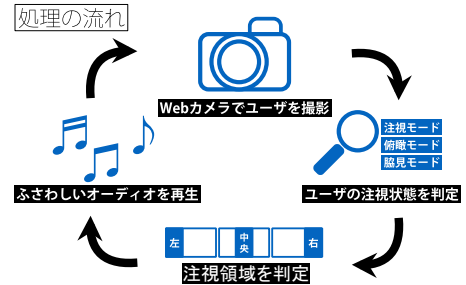 処理の流れ
Webカメラでユーザを撮影
注視モード
俯瞰モード
脇見モード
ユーザの注視状態を判定
左
中央
右
注視領域を判定
ふさわしいオーディオを再生